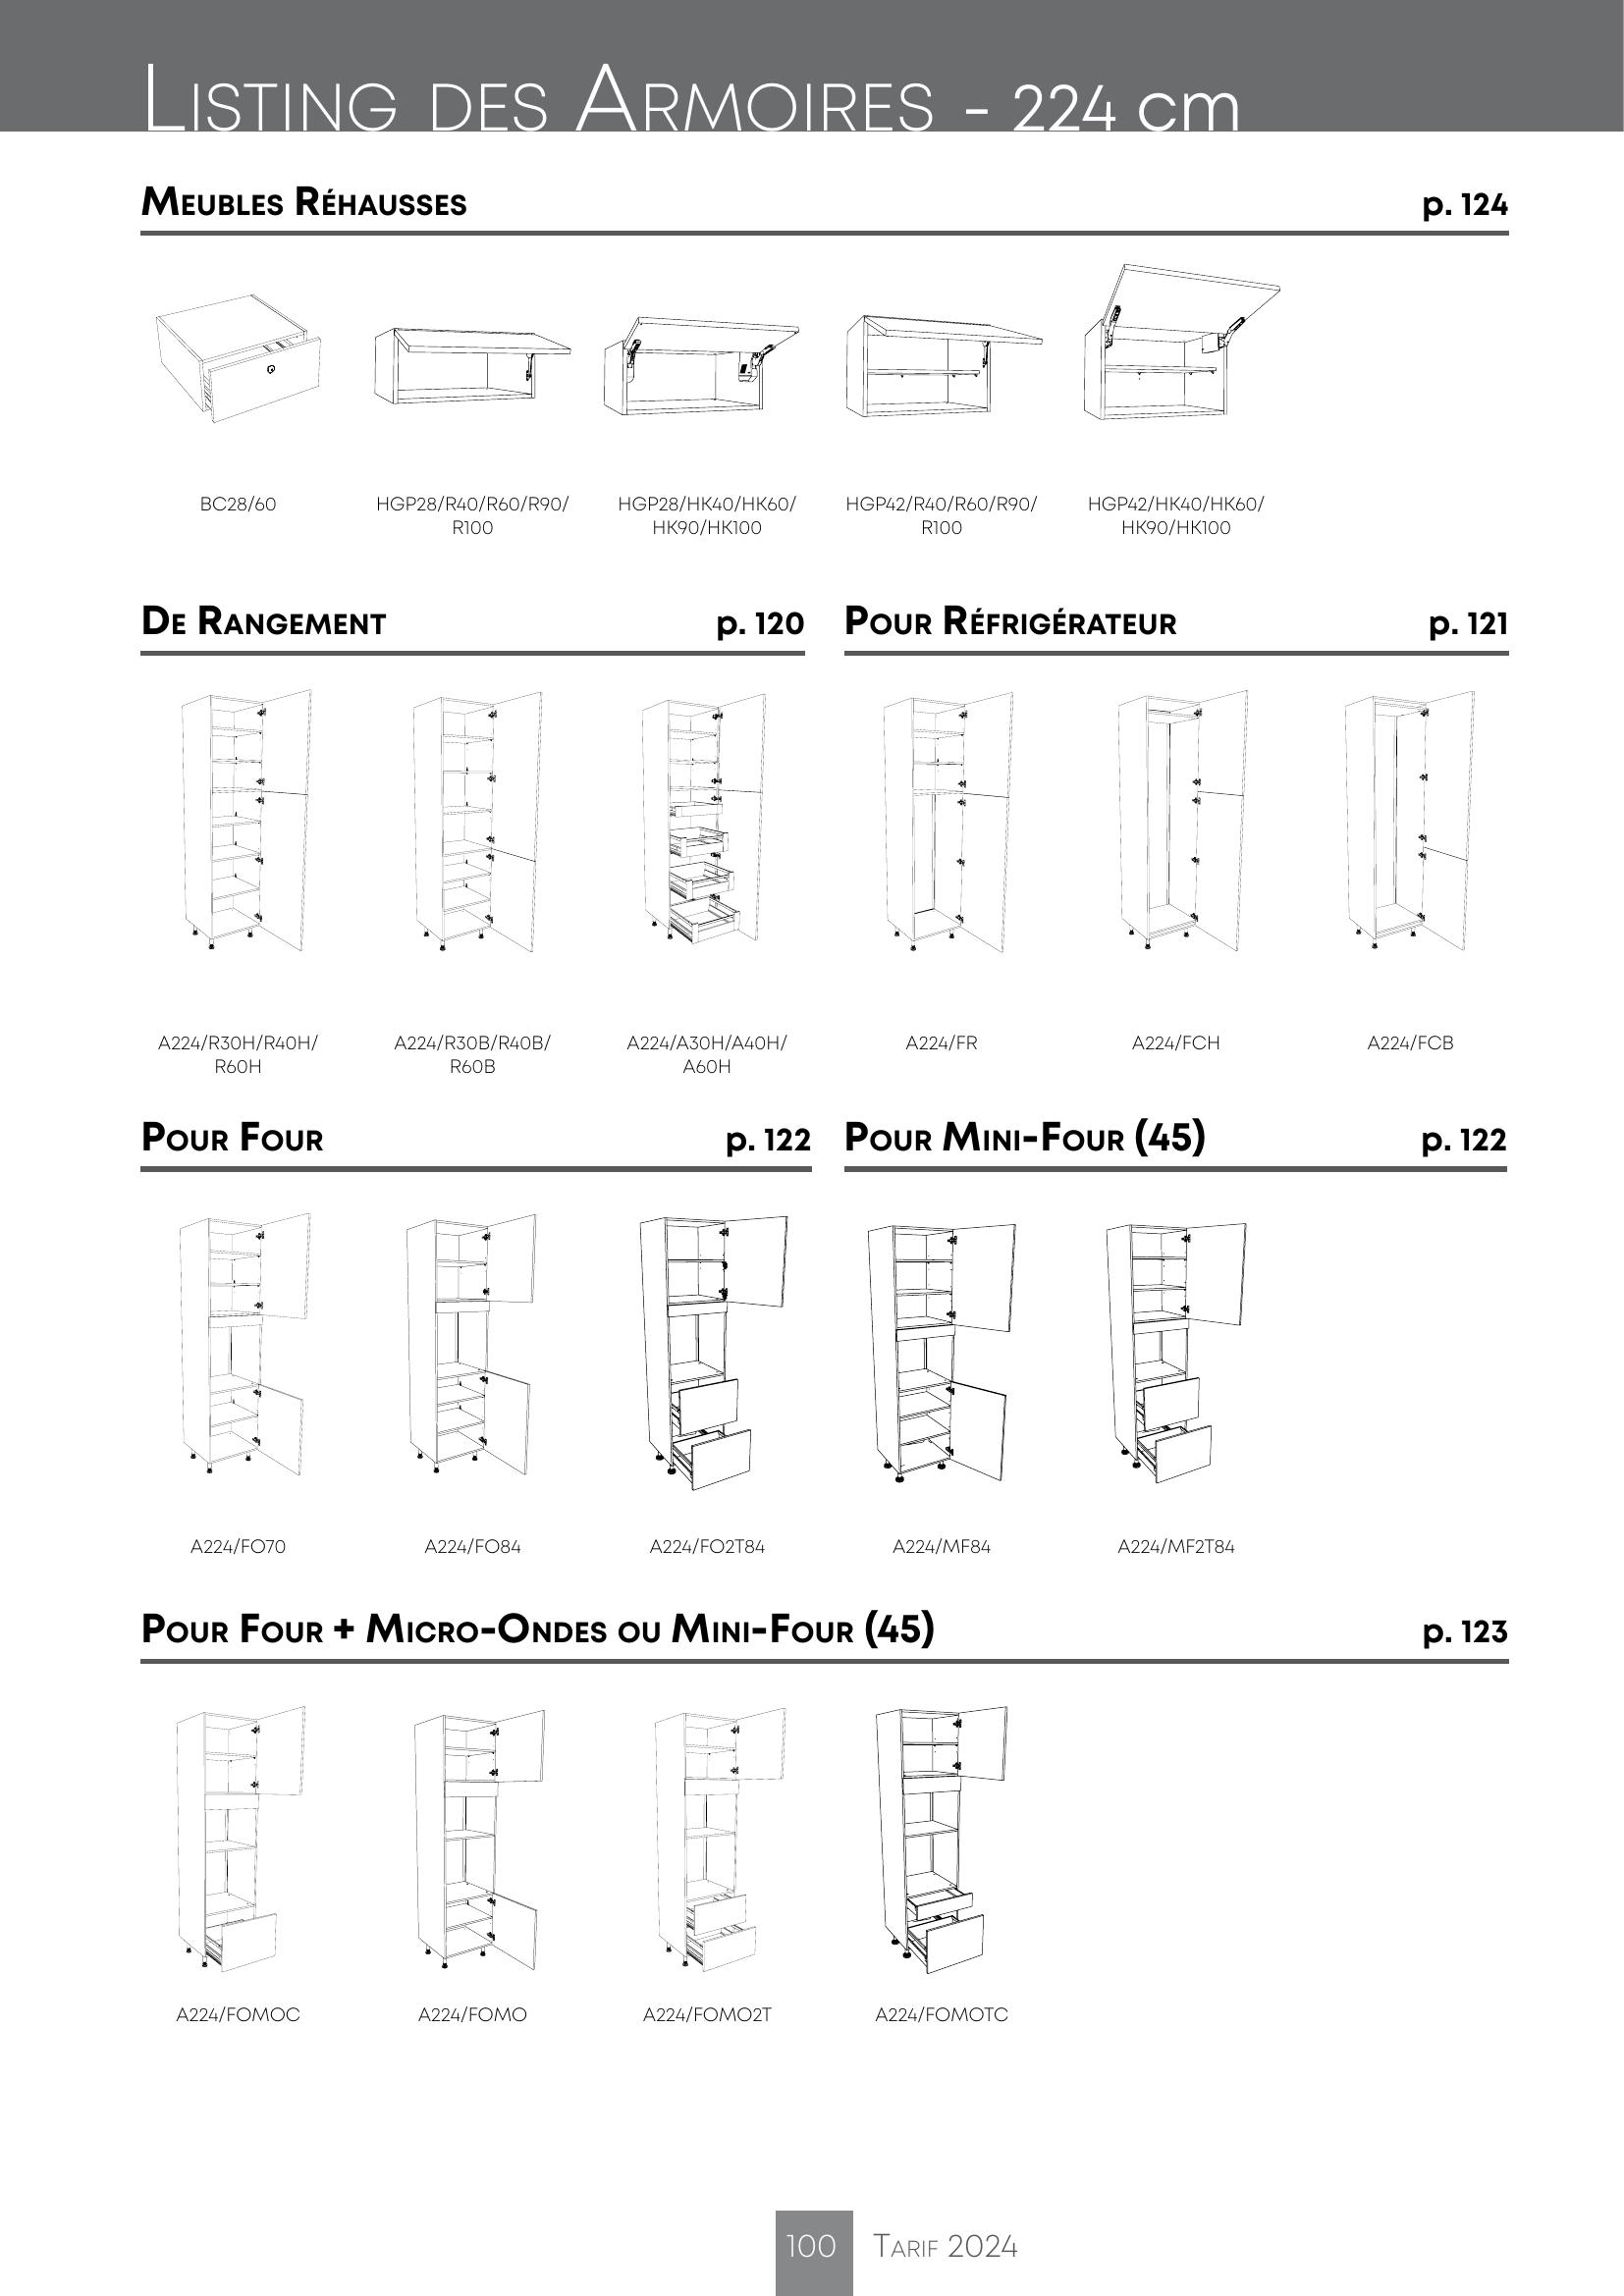 Listing des Armoires - 224 cm
Meubles Réhausses p. 124
BC28/60
HGP28/R40/R60/R90/
R100
HGP28/HK40/HK60/
HK90/HK100
HGP42/R40/R60/R90/
R100
HGP42/HK40/HK60/
HK90/HK100
De Rangement p. 120
Pour Réfrigérateur p. 121
A224/R30H/R40H/
R60H
A224/R30B/R40B/
R60B
A224/A30H/A40H/
A60H
A224/FR
A224/FCH
A224/FCB
Pour Four p. 122
Pour Mini-Four (45) p. 122
A224/FO70
A224/FO84
A224/FO2T84
A224/MF84
A224/MF2T84
Pour Four + Micro-Ondes ou Mini-Four (45) p. 123
A224/FOMOC
A224/FOMO
A224/FOMO2T
A224/FOMOTC
100 Tarif 2024